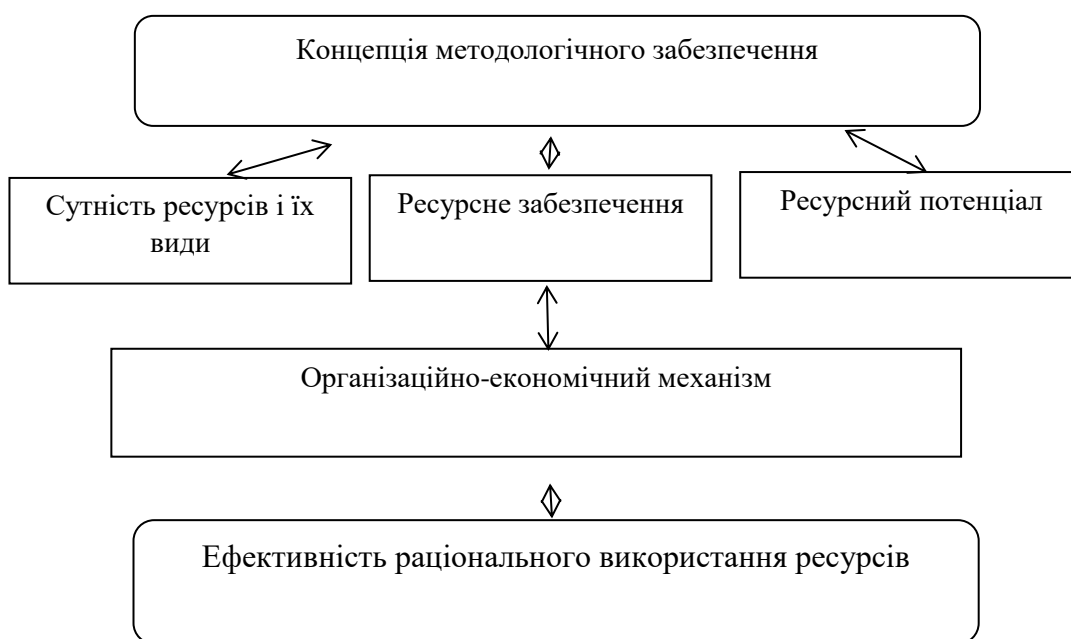 Концепція методологічного забезпечення
Сутність ресурсів і їх
види
Ресурсне забезпечення
Ресурсний потенціал
Організаційно-економічний механізм
Ефективність раціонального використання ресурсів